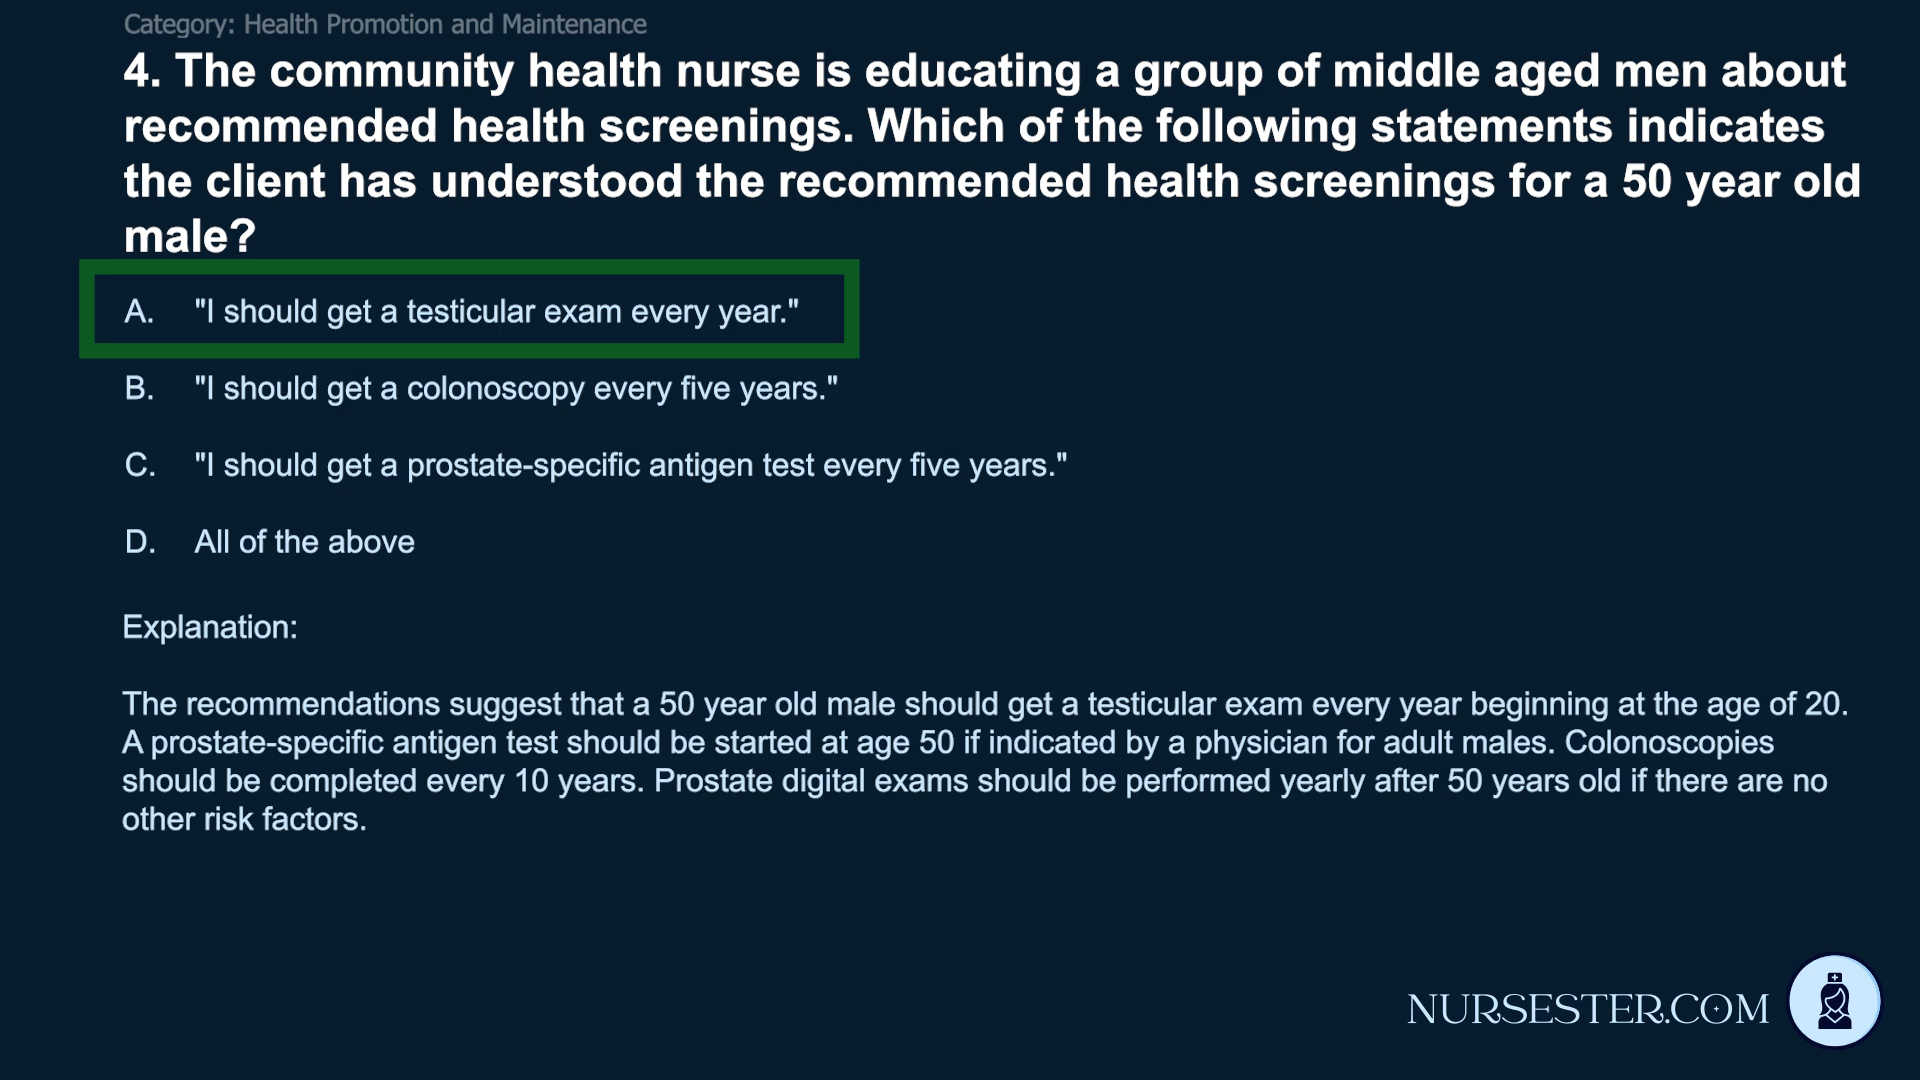 Category: Health Promotion and Maintenance
4. The community health nurse is educating a group of middle aged men about
recommended health screenings. Which of the following statements indicates
the client has understood the recommended health screenings for a 50 year old
male?
A. "I should get a testicular exam every year."
B. "I should get a colonoscopy every five years."
C. "I should get a prostate-specific antigen test every five years."
D. All of the above
Explanation:
The recommendations suggest that a 50 year old male should get a testicular exam every year beginning at the age of 20.
A prostate-specific antigen test should be started at age 50 if indicated by a physician for adult males. Colonoscopies
should be completed every 10 years. Prostate digital exams should be performed yearly after 50 years old if there are no
other risk factors.
NURSESTER.COM